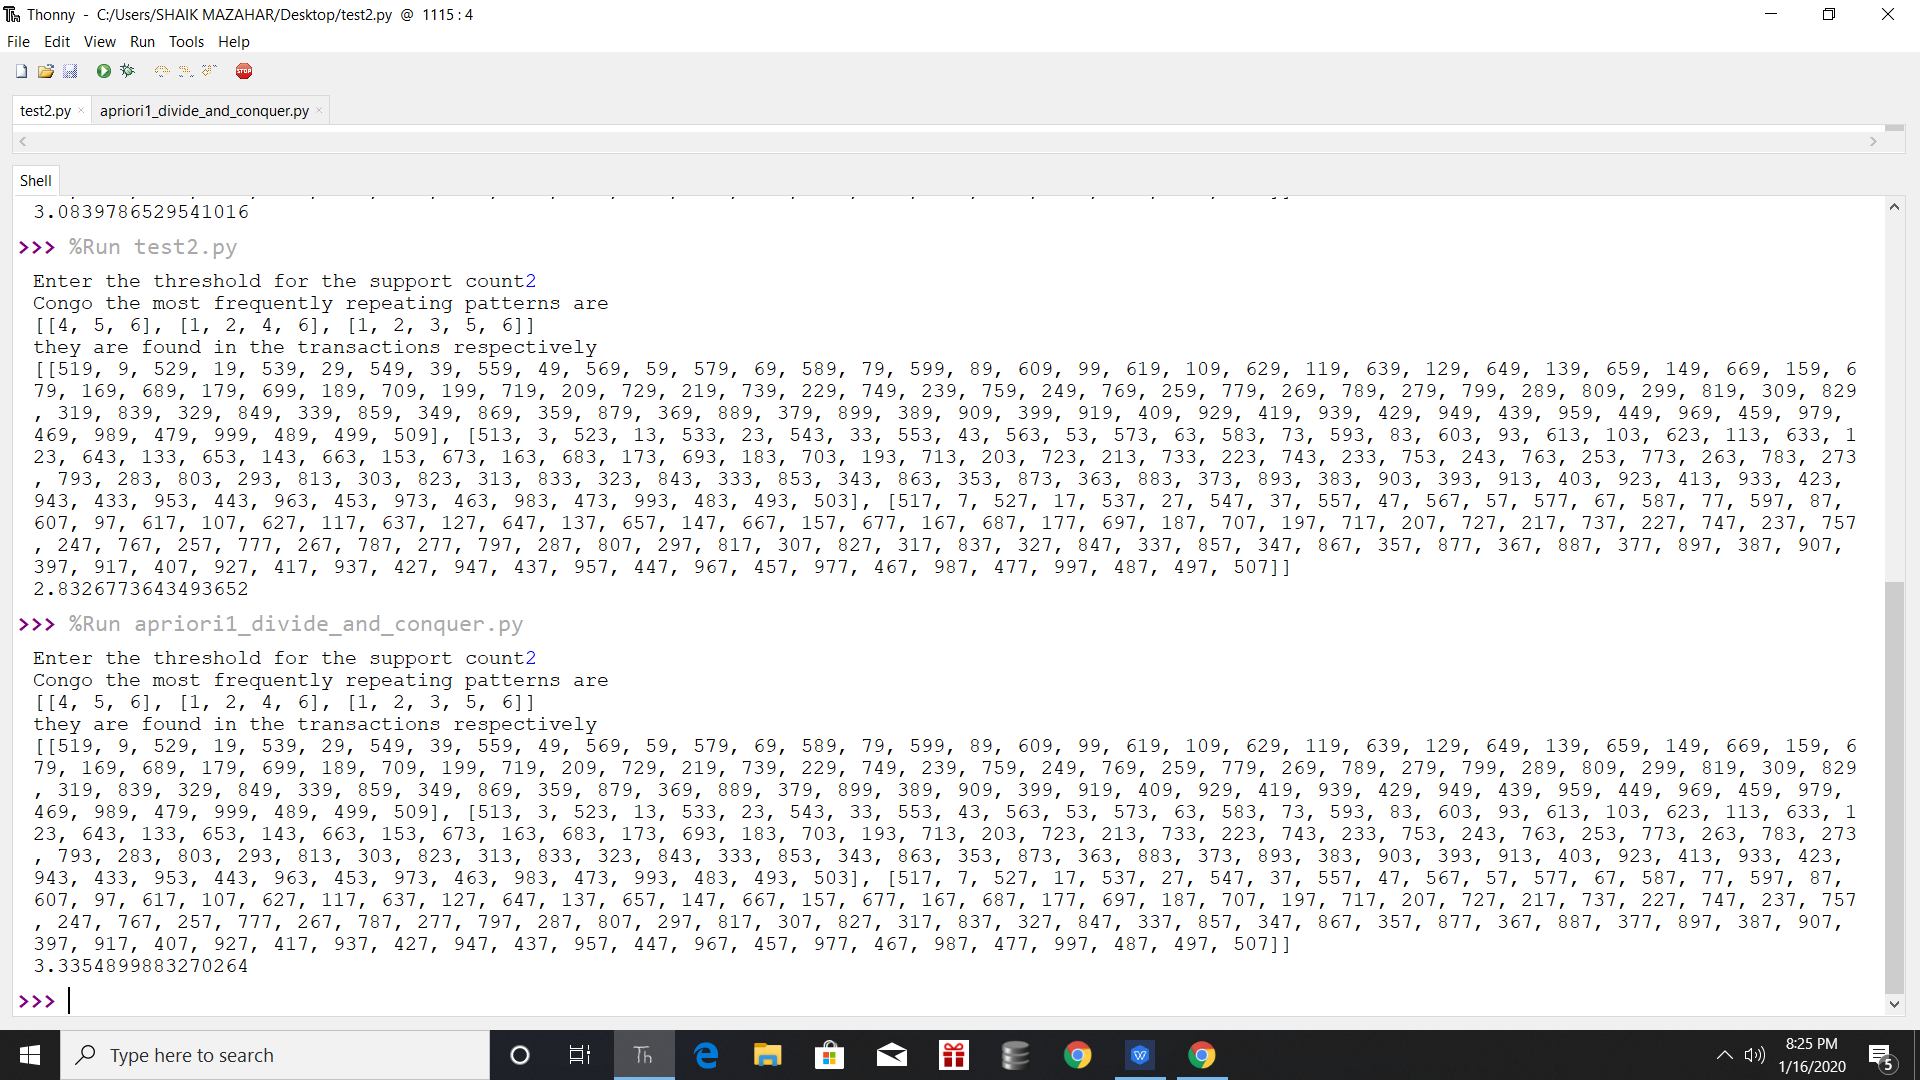 Thonny - C:/Users/SHAIK MAZAHAR/Desktop/test2.py @ 1115 : 4
File Edit View Run Tools Help
STOP
test2.py × apriori1_divide_and_conquer.py ×
Shell
3.0839786529541016
>>> %Run test2.py
Enter the threshold for the support count2
Congo the most frequently repeating patterns are
[[4, 5, 6], [1, 2, 4, 6], [1, 2, 3, 5, 6]]
they are found in the transactions respectively
[[519, 9, 529, 19, 539, 29, 549, 39, 559, 49, 569, 59, 579, 69, 589, 79, 599, 89, 609, 99, 619, 109, 629, 119, 639, 129, 649, 139, 659, 149, 669, 159, 6
79, 169, 689, 179, 699, 189, 709, 199, 719, 209, 729, 219, 739, 229, 749, 239, 759, 249, 769, 259, 779, 269, 789, 279, 799, 289, 809, 299, 819, 309, 829
, 319, 839, 329, 849, 339, 859, 349, 869, 359, 879, 369, 889, 379, 899, 389, 909, 399, 919, 409, 929, 419, 939, 429, 949, 439, 959, 449, 969, 459, 979,
469, 989, 479, 999, 489, 499, 509], [513, 3, 523, 13, 533, 23, 543, 33, 553, 43, 563, 53, 573, 63, 583, 73, 593, 83, 603, 93, 613, 103, 623, 113, 633, 1
23, 643, 133, 653, 143, 663, 153, 673, 163, 683, 173, 693, 183, 703, 193, 713, 203, 723, 213, 733, 223, 743, 233, 753, 243, 763, 253, 773, 263, 783, 273
, 793, 283, 803, 293, 813, 303, 823, 313, 833, 323, 843, 333, 853, 343, 863, 353, 873, 363, 883, 373, 893, 383, 903, 393, 913, 403, 923, 413, 933, 423,
943, 433, 953, 443, 963, 453, 973, 463, 983, 473, 993, 483, 493, 503], [517, 7, 527, 17, 537, 27, 547, 37, 557, 47, 567, 57, 577, 67, 587, 77, 597, 87,
607, 97, 617, 107, 627, 117, 637, 127, 647, 137, 657, 147, 667, 157, 677, 167, 687, 177, 697, 187, 707, 197, 717, 207, 727, 217, 737, 227, 747, 237, 757
, 247, 767, 257, 777, 267, 787, 277, 797, 287, 807, 297, 817, 307, 827, 317, 837, 327, 847, 337, 857, 347, 867, 357, 877, 367, 887, 377, 897, 387, 907,
397, 917, 407, 927, 417, 937, 427, 947, 437, 957, 447, 967, 457, 977, 467, 987, 477, 997, 487, 497, 507]]
2.8326773643493652
>>> %Run apriori1_divide_and_conquer.py
Enter the threshold for the support count2
Congo the most frequently repeating patterns are
[[4, 5, 6], [1, 2, 4, 6], [1, 2, 3, 5, 6]]
they are found in the transactions respectively
[[519, 9, 529, 19, 539, 29, 549, 39, 559, 49, 569, 59, 579, 69, 589, 79, 599, 89, 609, 99, 619, 109, 629, 119, 639, 129, 649, 139, 659, 149, 669, 159, 6
79, 169, 689, 179, 699, 189, 709, 199, 719, 209, 729, 219, 739, 229, 749, 239, 759, 249, 769, 259, 779, 269, 789, 279, 799, 289, 809, 299, 819, 309, 829
, 319, 839, 329, 849, 339, 859, 349, 869, 359, 879, 369, 889, 379, 899, 389, 909, 399, 919, 409, 929, 419, 939, 429, 949, 439, 959, 449, 969, 459, 979,
469, 989, 479, 999, 489, 499, 509], [513, 3, 523, 13, 533, 23, 543, 33, 553, 43, 563, 53, 573, 63, 583, 73, 593, 83, 603, 93, 613, 103, 623, 113, 633, 1
23, 643, 133, 653, 143, 663, 153, 673, 163, 683, 173, 693, 183, 703, 193, 713, 203, 723, 213, 733, 223, 743, 233, 753, 243, 763, 253, 773, 263, 783, 273
, 793, 283, 803, 293, 813, 303, 823, 313, 833, 323, 843, 333, 853, 343, 863, 353, 873, 363, 883, 373, 893, 383, 903, 393, 913, 403, 923, 413, 933, 423,
943, 433, 953, 443, 963, 453, 973, 463, 983, 473, 993, 483, 493, 503], [517, 7, 527, 17, 537, 27, 547, 37, 557, 47, 567, 57, 577, 67, 587, 77, 597, 87,
607, 97, 617, 107, 627, 117, 637, 127, 647, 137, 657, 147, 667, 157, 677, 167, 687, 177, 697, 187, 707, 197, 717, 207, 727, 217, 737, 227, 747, 237, 757
, 247, 767, 257, 777, 267, 787, 277, 797, 287, 807, 297, 817, 307, 827, 317, 837, 327, 847, 337, 857, 347, 867, 357, 877, 367, 887, 377, 897, 387, 907,
397, 917, 407, 927, 417, 937, 427, 947, 437, 957, 447, 967, 457, 977, 467, 987, 477, 997, 487, 497, 507]]
3.3354899883270264
>>>
Type here to search
Th
8:25 PM
1/16/2020
5